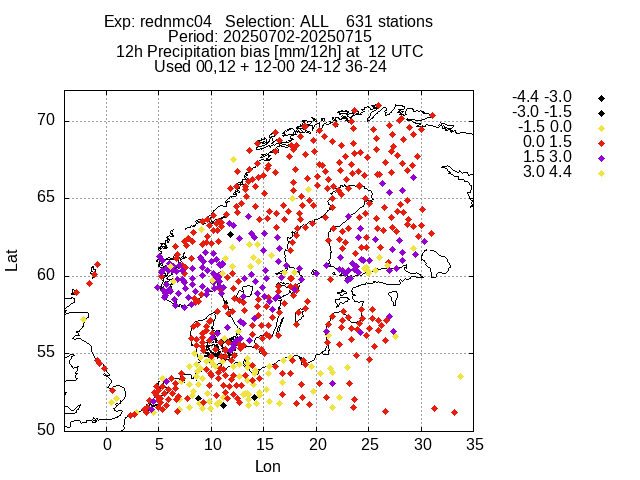 Exp: rednmc04   Selection: ALL    631 stations
Period: 20250702-20250715
12h Precipitation bias [mm/12h] at  12 UTC
Used 00,12 + 12-00 24-12 36-24
-4.4 -3.0
-3.0 -1.5
-1.5 0.0
0.0 1.5
1.5 3.0
3.0 4.4
70
65
60
55
50
Lat
0 5 10 15 20 25 30 35
Lon